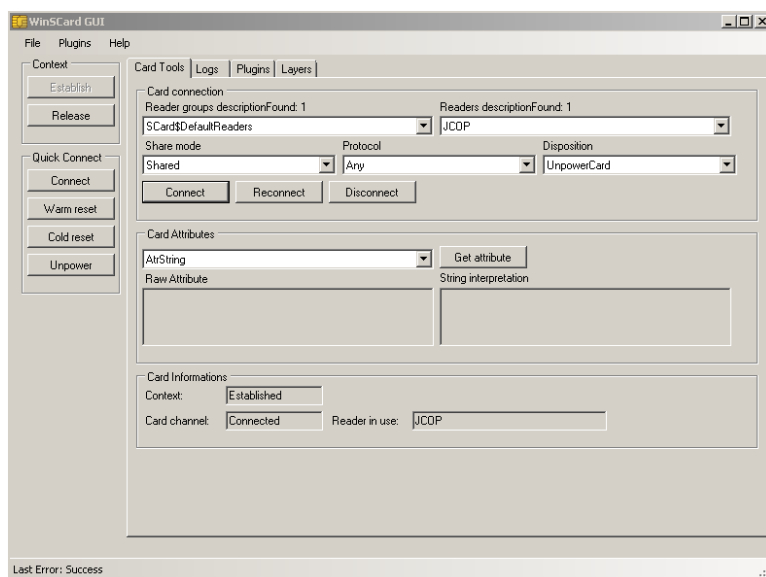 WinSCard GUI
File Plugins Help
Context
Establish
Release
Quick Connect
Connect
Warm reset
Cold reset
Unpower
Card Tools Logs Plugins Layers
Card connection
Reader groups descriptionFound: 1 Readers descriptionFound: 1
SCard$DefaultReaders JCOP
Share mode Protocol Disposition
Shared Any UnpowerCard
Connect Reconnect Disconnect
Card Attributes
AtrString Get attribute
Raw Attribute String interpretation
Card Informations
Context: Established
Card channel: Connected Reader in use: JCOP
Last Error: Success